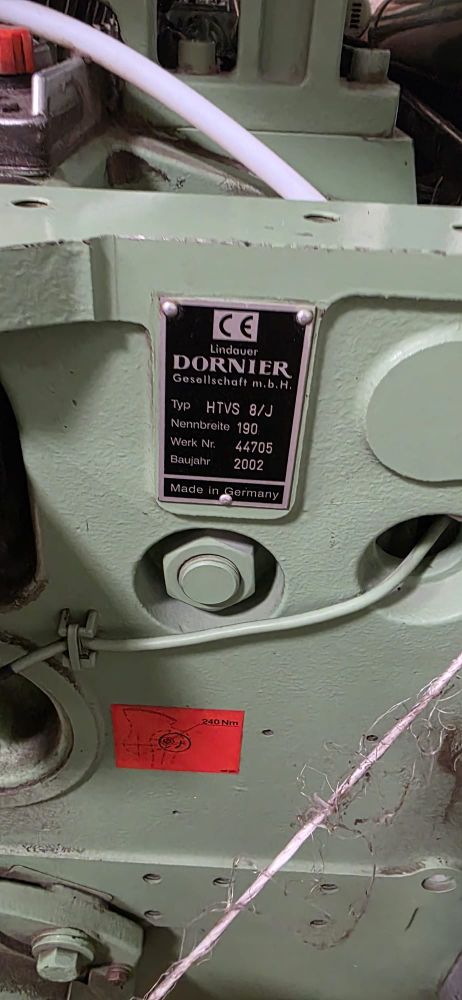 CE
Lindauer
DORNIER
Gesellschaft m.b.H.
Typ HTVS 8/J
Nennbreite 190
Werk Nr. 44705
Baujahr 2002
Made in Germany
240 Nm